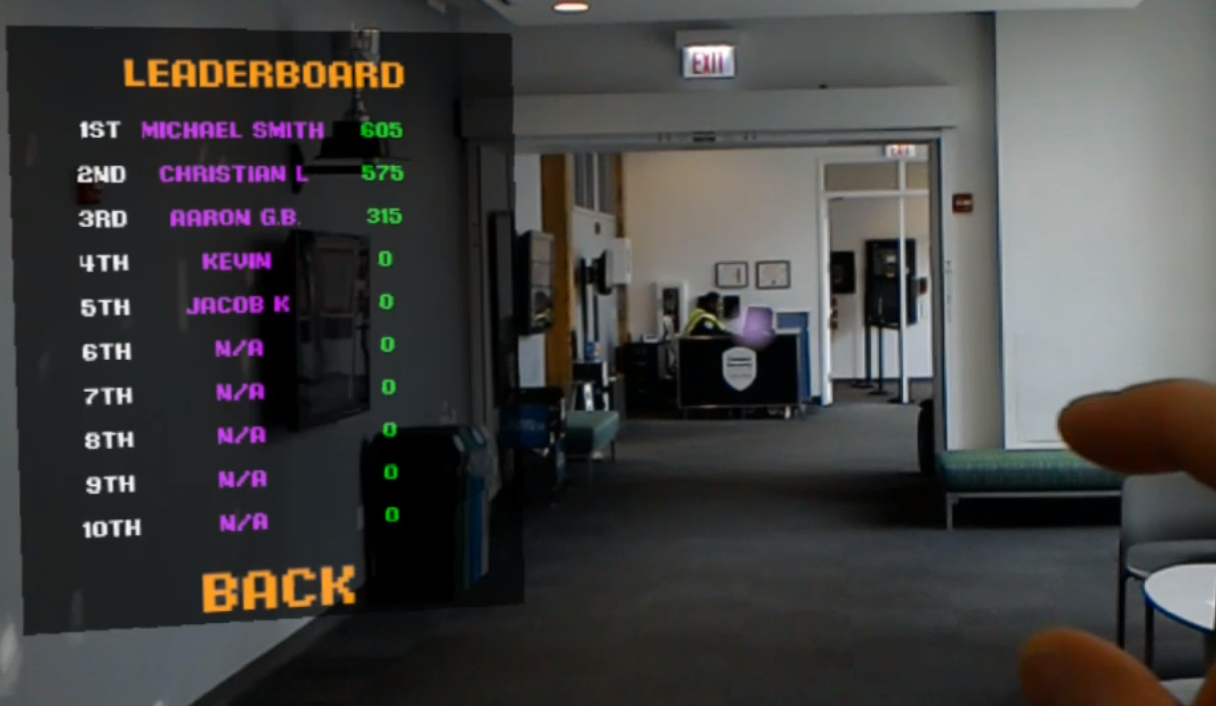 LEADERBOARD
1ST MICHAEL SMITH 605
2ND CHRISTIAN L 575
3RD AARON G.B. 315
4TH KEVIN 0
5TH JACOB K 0
6TH N/A 0
7TH N/A 0
8TH N/A 0
9TH N/A 0
10TH N/A 0
BACK
EXIT
EXIT